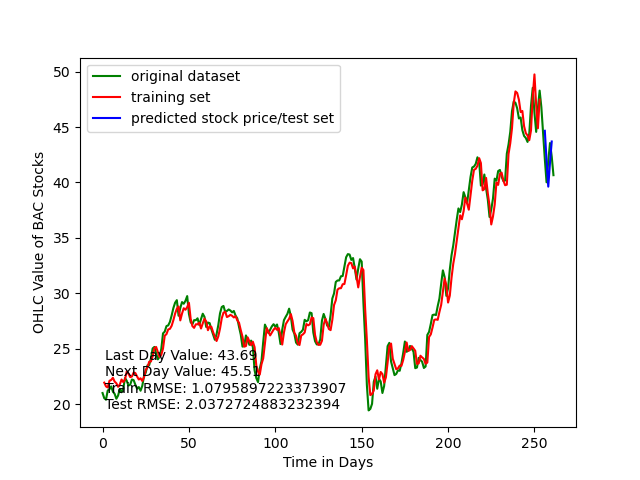 original dataset
training set
predicted stock price/test set
OHLC Value of BAC Stocks
50
45
40
35
30
25
20
Last Day Value: 43.69
Next Day Value: 45.51
Train RMSE: 1.0795897223373907
Test RMSE: 2.0372724883232394
0 50 100 150 200 250
Time in Days